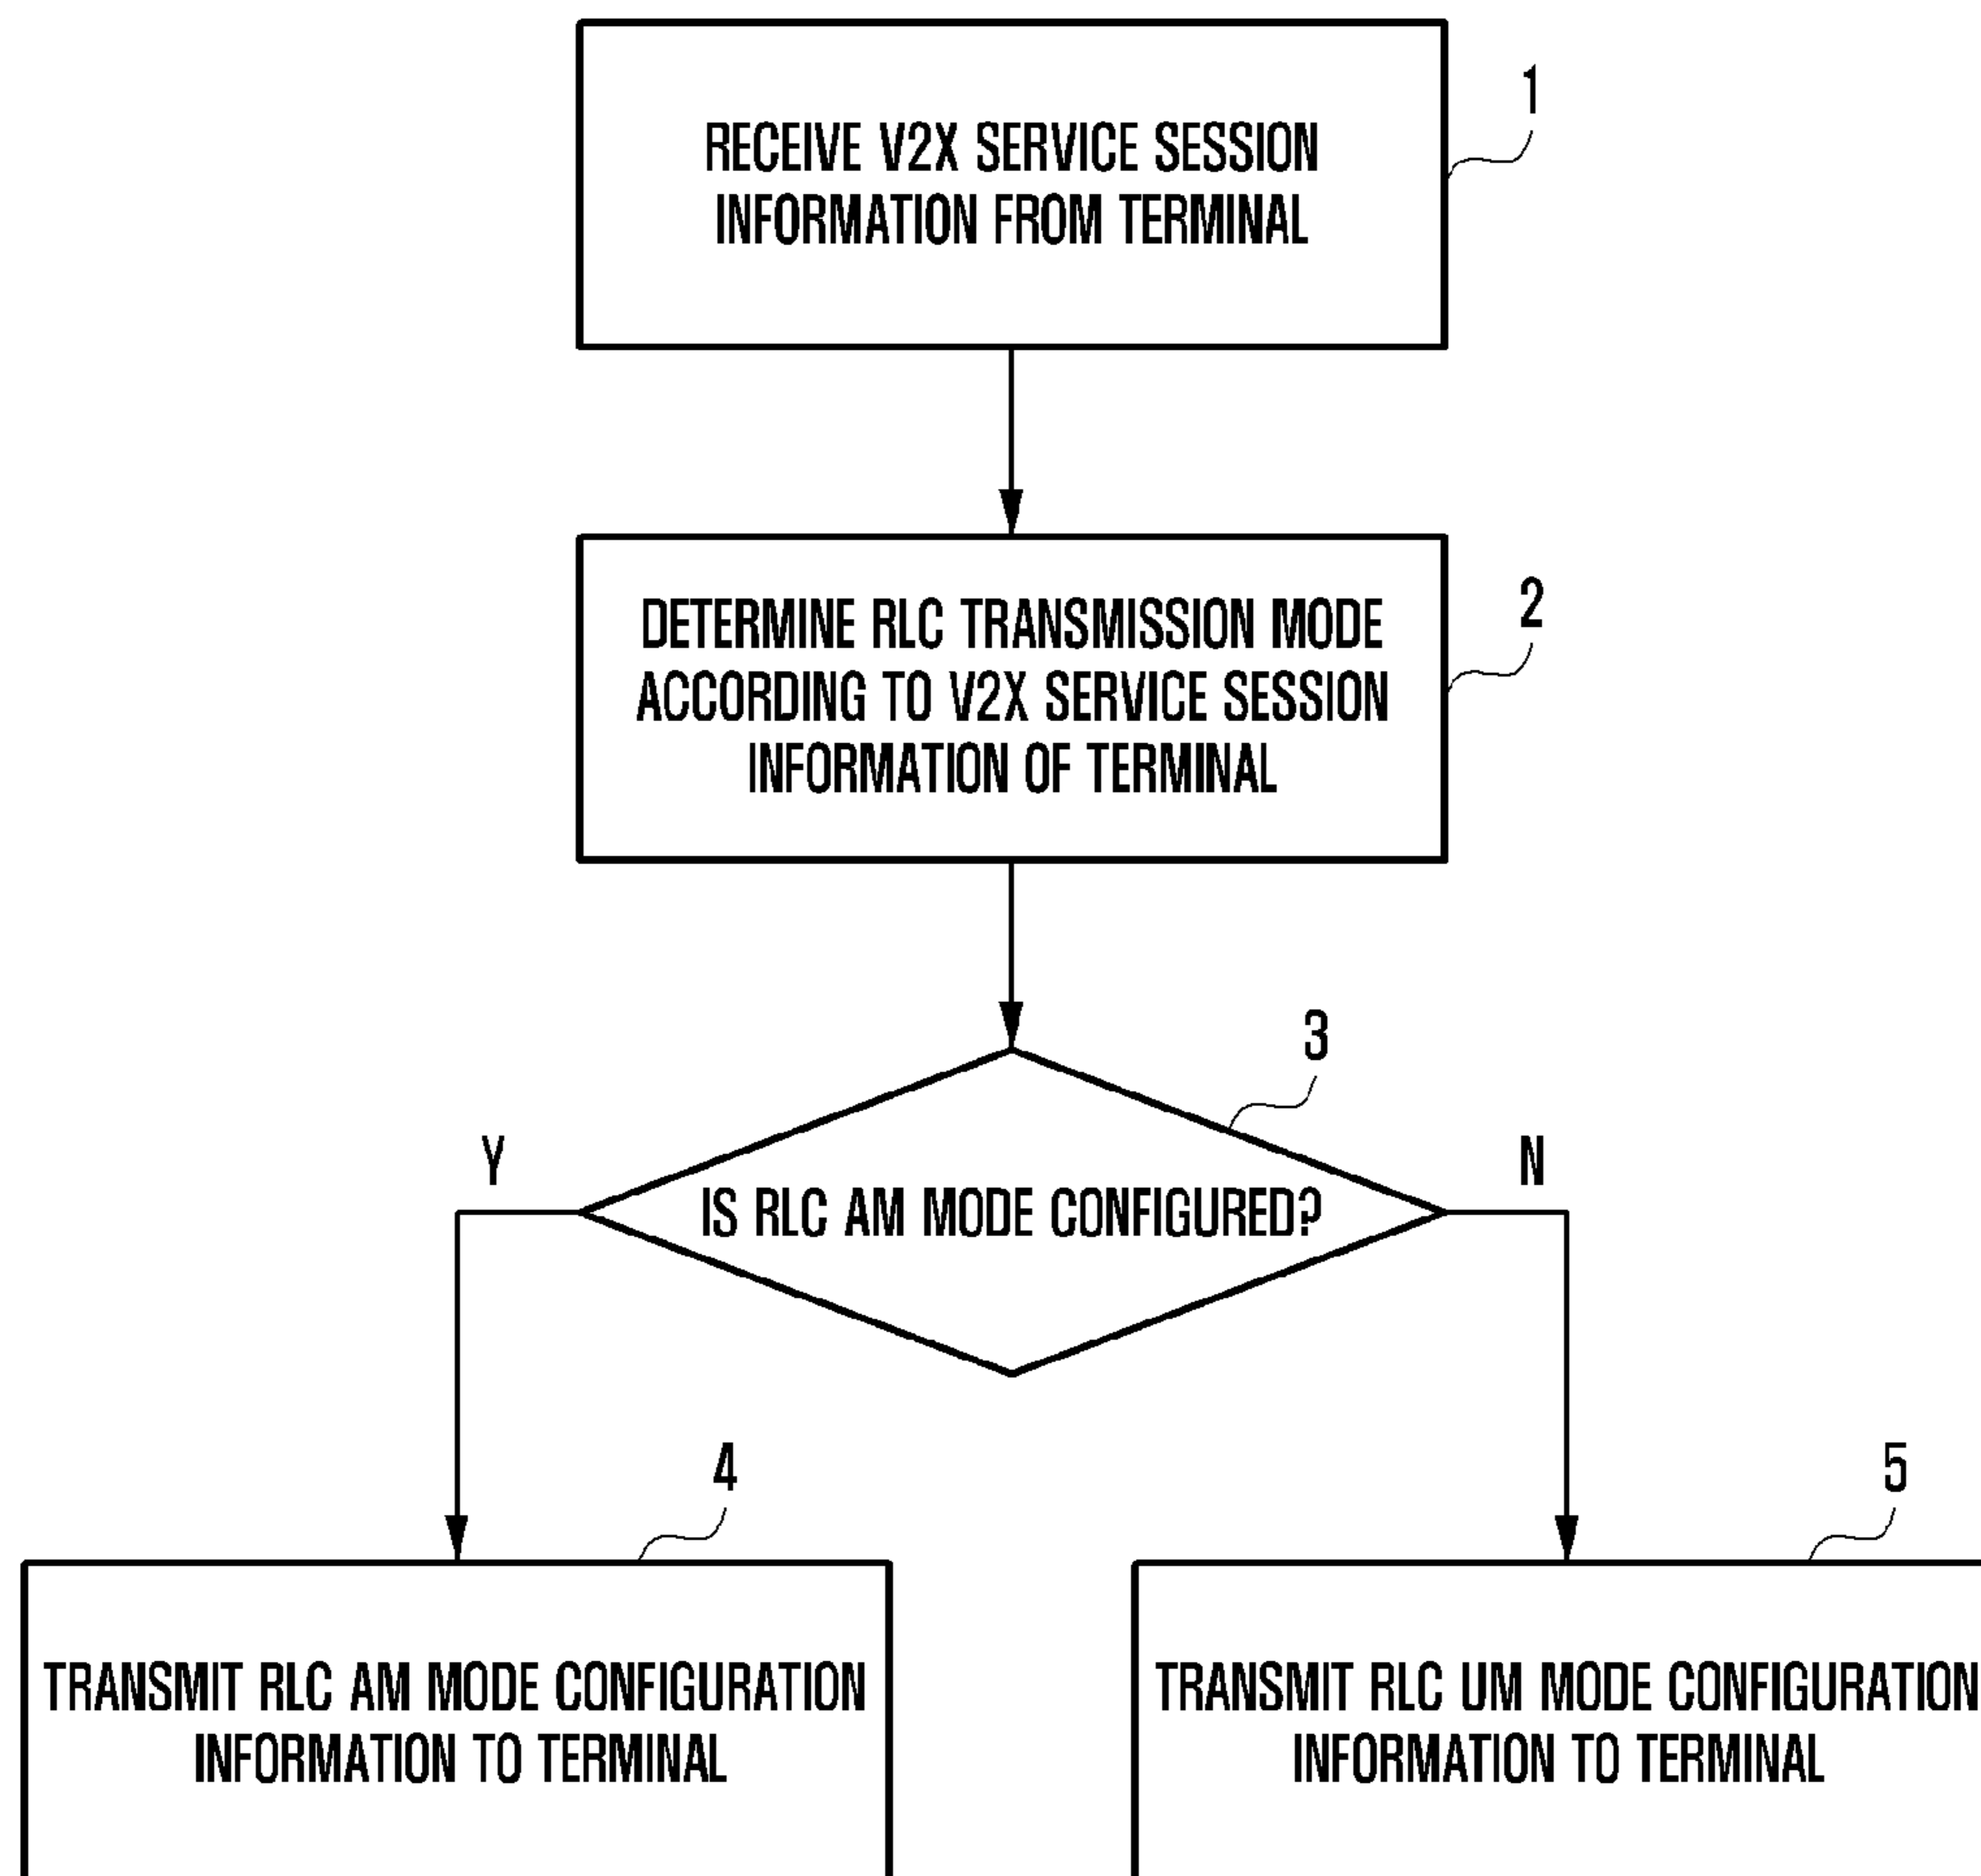 1
RECEIVE V2X SERVICE SESSION
INFORMATION FROM TERMINAL
2
DETERMINE RLC TRANSMISSION MODE
ACCORDING TO V2X SERVICE SESSION
INFORMATION OF TERMINAL
3
Y
N
IS RLC AM MODE CONFIGURED?
4
5
TRANSMIT RLC AM MODE CONFIGURATION
INFORMATION TO TERMINAL
TRANSMIT RLC UM MODE CONFIGURATION
INFORMATION TO TERMINAL